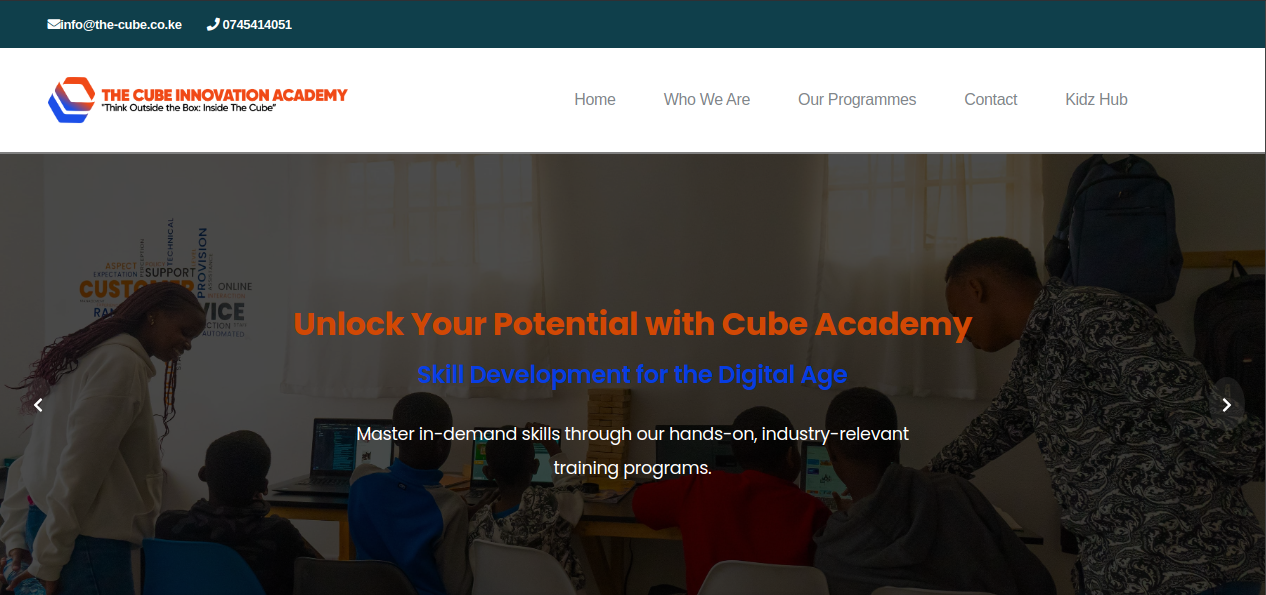 info@the-cube.co.ke 0745414051
THE CUBE INNOVATION ACADEMY
"Think Outside the Box: Inside The Cube"
Home Who We Are Our Programmes Contact Kidz Hub
TECHNICAL
PROVISION
ASPECT
EXPECTATION
SUPPORT
ONLINE
AUTOMATED
Unlock Your Potential with Cube Academy
Skill Development for the Digital Age
Master in-demand skills through our hands-on, industry-relevant
training programs.